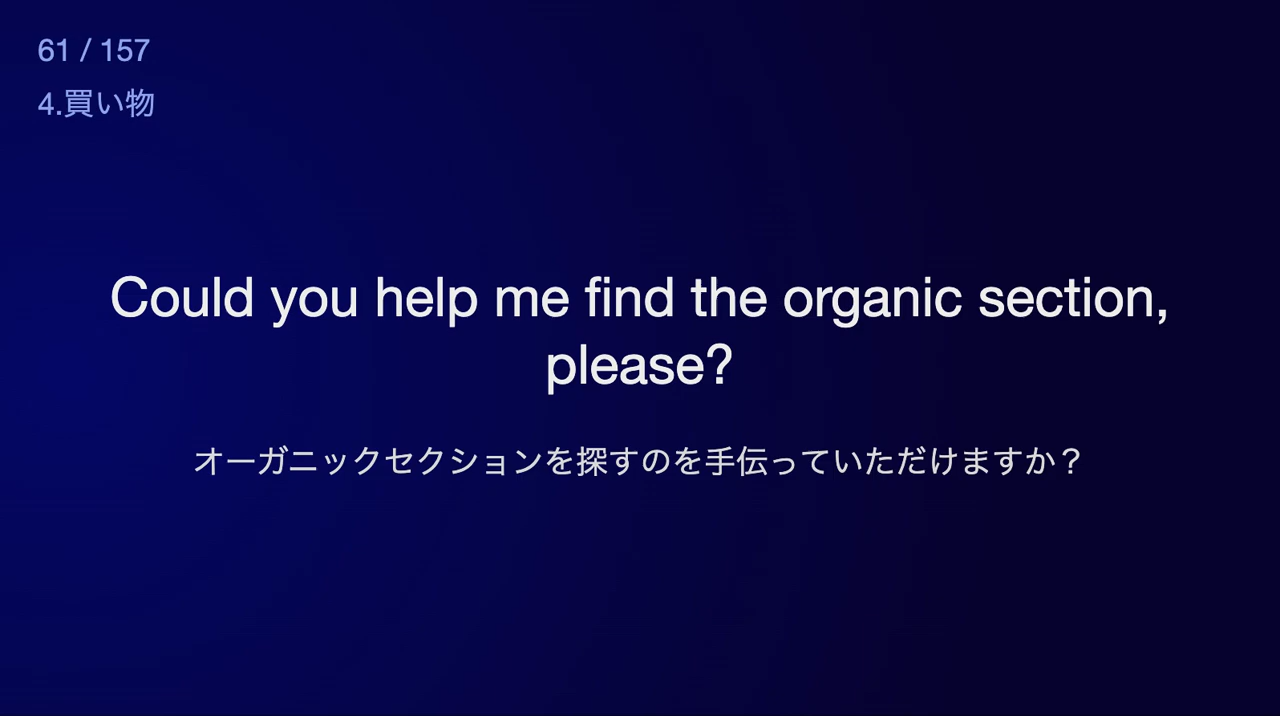 61 / 157
4.買い物
Could you help me find the organic section,
please?
オーガニックセクションを探すのを手伝っていただけますか？